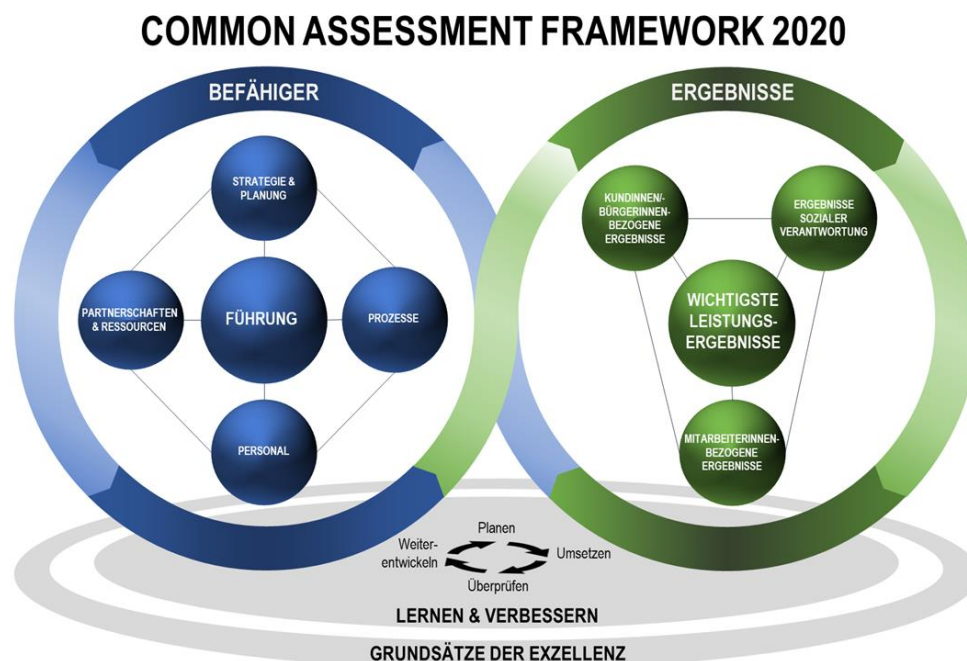 COMMON ASSESSMENT FRAMEWORK 2020
BEFÄHIGER
STRATEGIE &
PLANUNG
PARTNERSCHAFTEN
& RESSOURCEN
FÜHRUNG
PROZESSE
PERSONAL
ERGEBNISSE
KUNDINNEN/-
BÜRGERINNEN-
BEZOGENE
ERGEBNISSE
ERGEBNISSE
SOZIALER
VERANTWORTUNG
WICHTIGSTE
LEISTUNGS-
ERGEBNISSE
MITARBEITERINNEN-
BEZOGENE
ERGEBNISSE
Planen
Umsetzen
Überprüfen
Weiter-
entwickeln
LERNEN & VERBESSERN
GRUNDSÄTZE DER EXZELLENZ